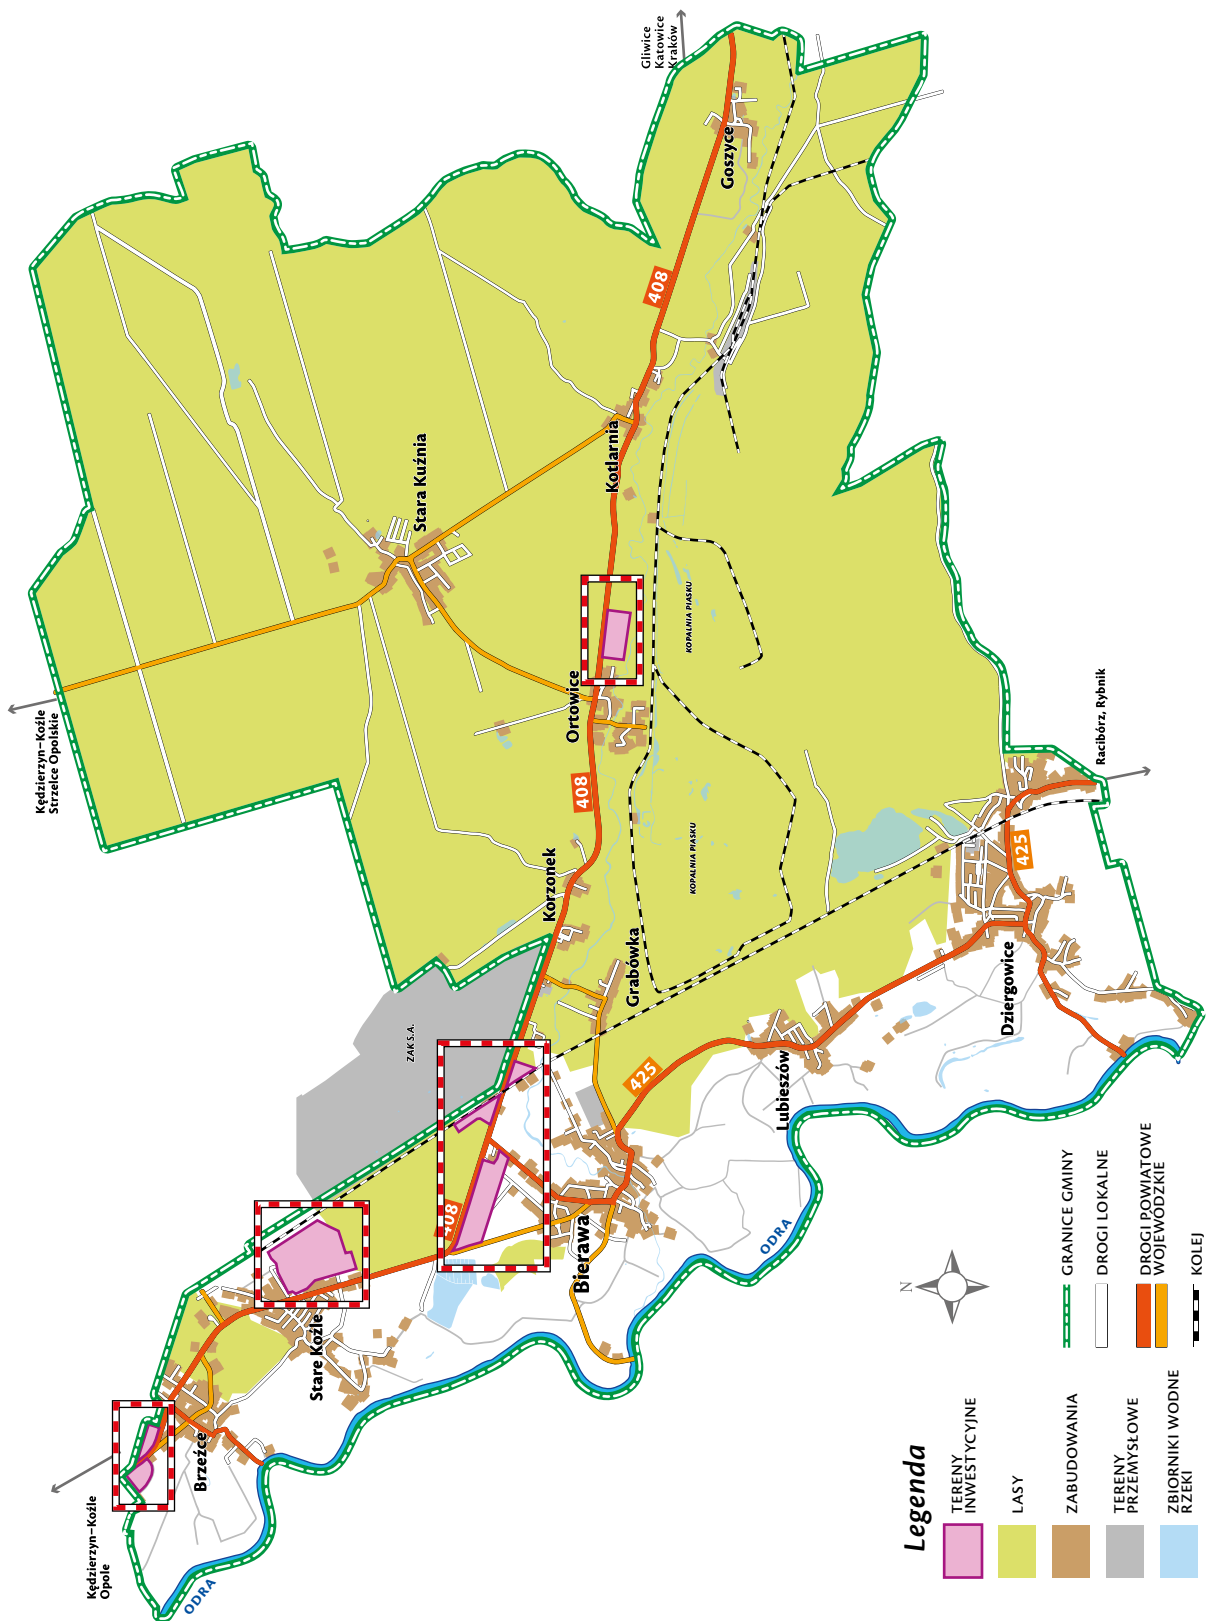 Gliwice
Katowice
Kraków
Goszyce
408
Kotlarnia
Stara Kuźnia
KOPALNIA PIASKU
Ortowice
408
Kędzierzyn–Koźle
Strzelce Opolskie
Racibórz, Rybnik
425
KOPALNIA PIASKU
Korzonek
Grabówka
Dziergowice
ZAK S.A.
425
Lubieszów
408
Bierawa
ODRA
Stare Koźle
Brzeźce
Kędzierzyn–Koźle
Opole
ODRA
N
Legenda
TERENY
INWESTYCYJNE
LASY
ZABUDOWANIA
TERENY
PRZEMYSŁOWE
ZBIORNIKI WODNE
RZEKI
GRANICE GMINY
DROGI LOKALNE
DROGI POWIATOWE
WOJEWÓDZKIE
KOLEJ